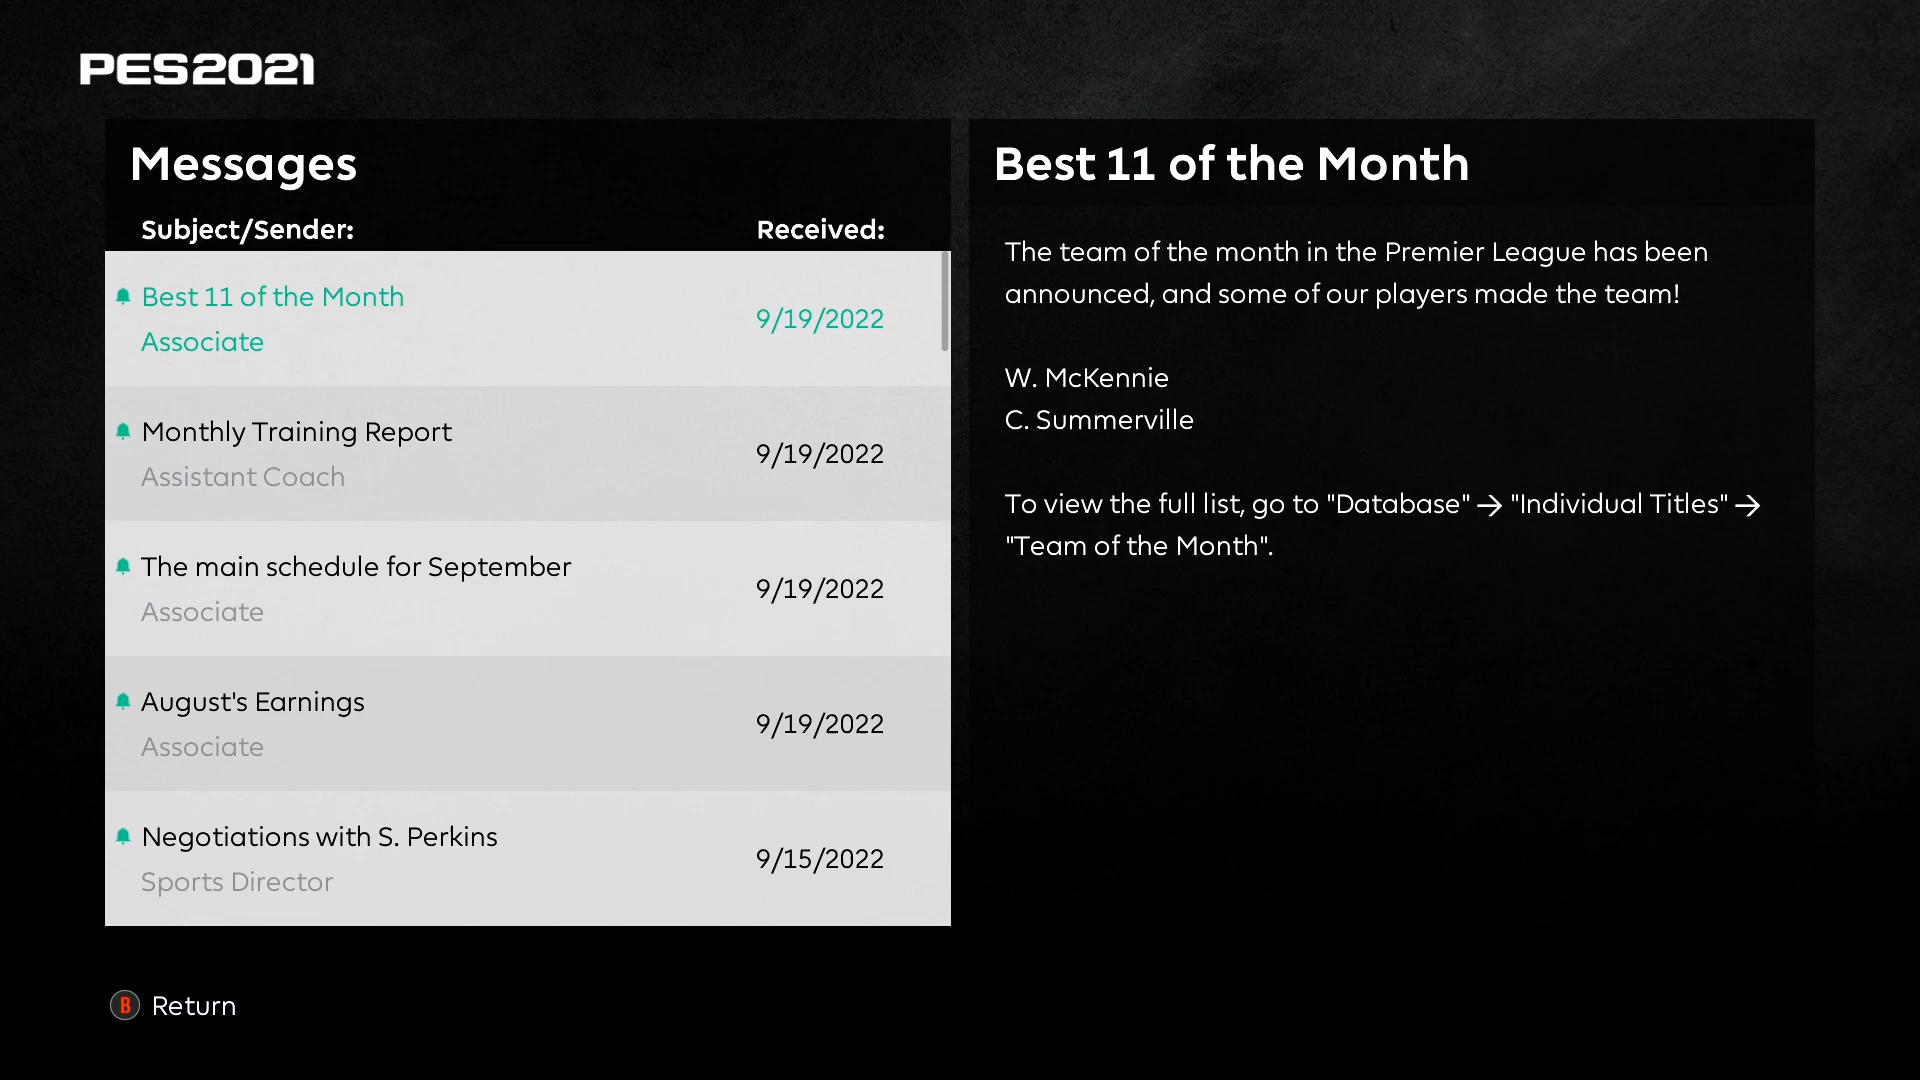 PES2021
Messages
Subject/Sender: Received:
Best 11 of the Month
Associate
9/19/2022
Monthly Training Report
Assistant Coach
9/19/2022
The main schedule for September
Associate
9/19/2022
August's Earnings
Associate
9/19/2022
Negotiations with S. Perkins
Sports Director
9/15/2022
Best 11 of the Month
The team of the month in the Premier League has been
announced, and some of our players made the team!
W. McKennie
C. Summerville
To view the full list, go to "Database" → "Individual Titles" →
"Team of the Month".
B Return